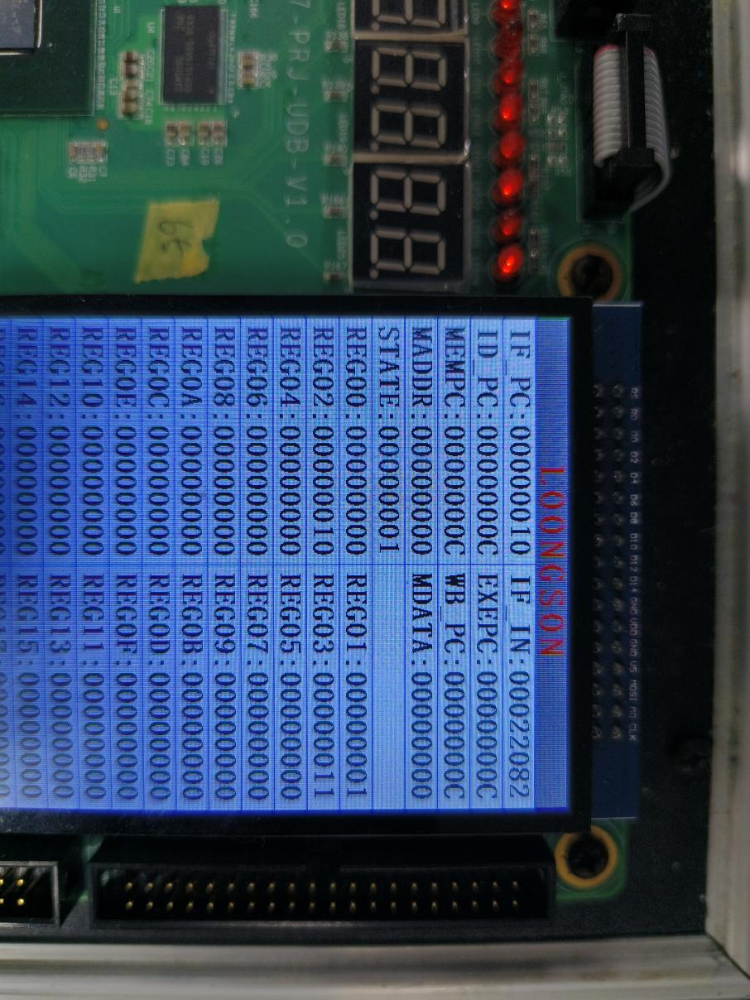 LOONGSON
IF_PC:00000010 IF_IN:00022082
ID_PC:0000000C EXEPC:0000000C
MEMPC:0000000C WB_PC:0000000C
MADDR:00000000 MDATA:00000000
STATE:00000001
REG00:00000000 REG01:00000001
REG02:00000010 REG03:00000011
REG04:00000000 REG05:00000000
REG06:00000000 REG07:00000000
REG08:00000000 REG09:00000000
REG0A:00000000 REG0B:00000000
REG0C:00000000 REG0D:00000000
REG0E:00000000 REG0F:00000000
REG10:00000000 REG11:00000000
REG12:00000000 REG13:00000000
REG14:00000000 REG15:00000000
7-PRJ-UDB-V1.0